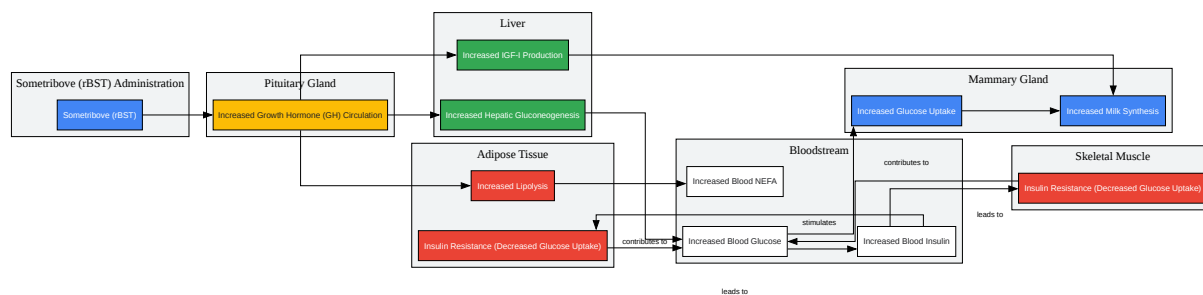 Liver
Increased IGF-I Production
Sometribove (rBST) Administration
Pituitary Gland
Mammary Gland
Sometribove (rBST)
Increased Growth Hormone (GH) Circulation
Increased Hepatic Gluconeogenesis
Increased Glucose Uptake
Increased Milk Synthesis
Adipose Tissue
Bloodstream
Skeletal Muscle
contributes to
Increased Lipolysis
Increased Blood NEFA
Insulin Resistance (Decreased Glucose Uptake)
leads to
stimulates
Insulin Resistance (Decreased Glucose Uptake)
contributes to
Increased Blood Glucose
Increased Blood Insulin
leads to